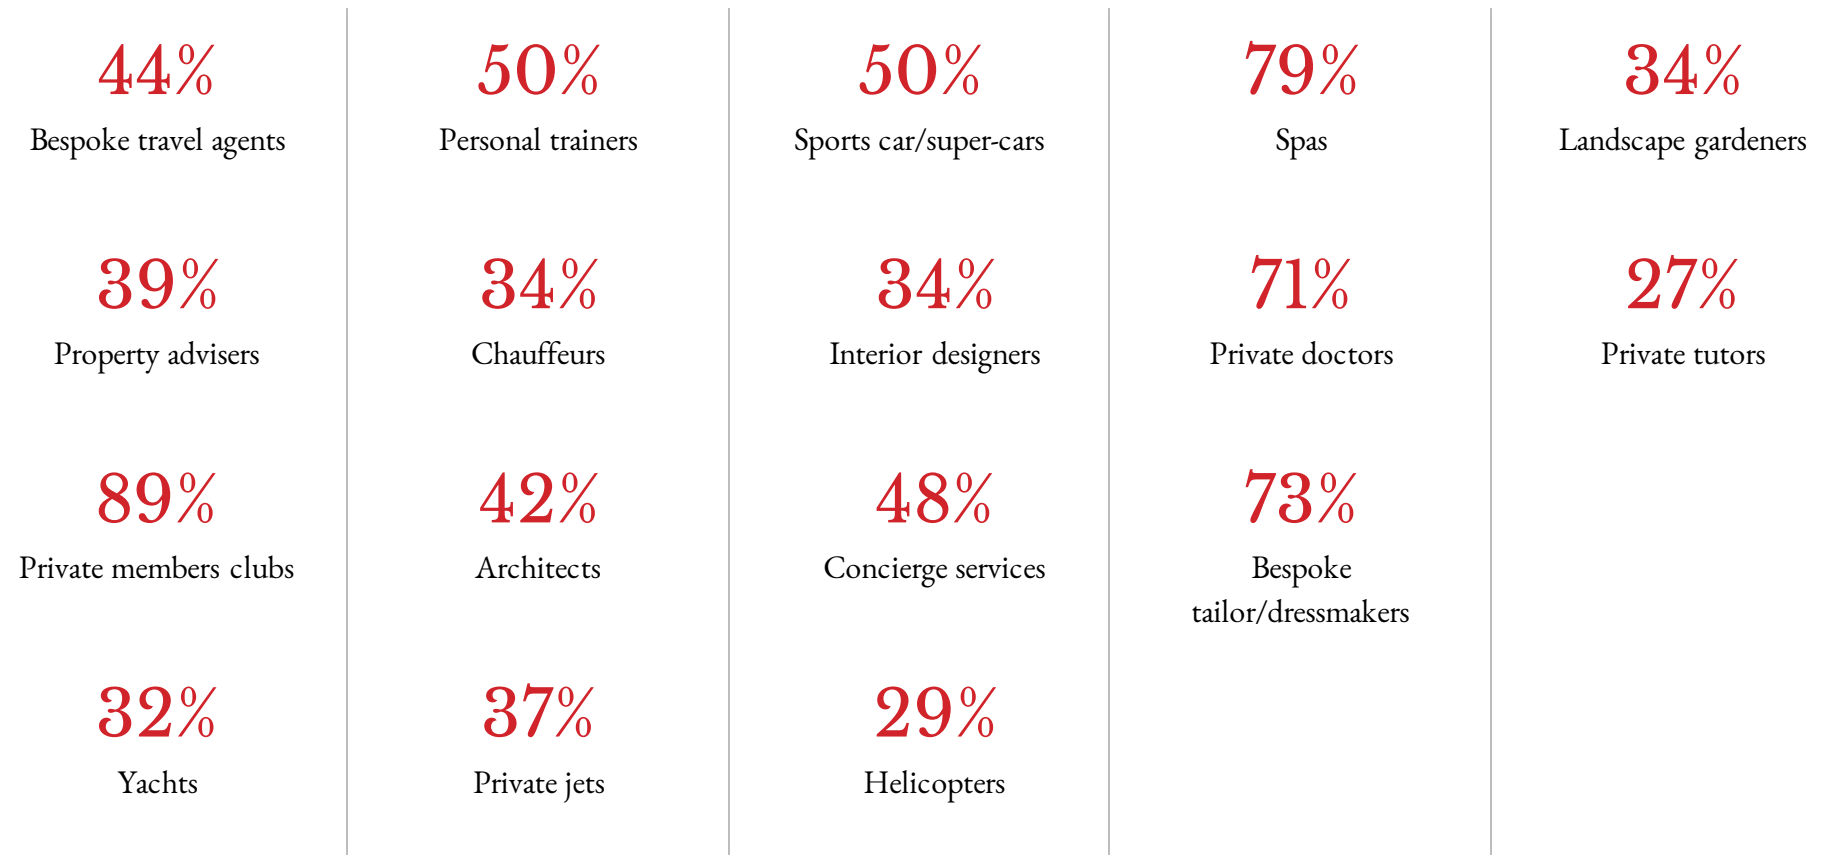 44%
Bespoke travel agents
39%
Property advisers
89%
Private members clubs
32%
Yachts
50%
Personal trainers
34%
Chauffeurs
42%
Architects
37%
Private jets
50%
Sports car/super-cars
34%
Interior designers
48%
Concierge services
29%
Helicopters
79%
Spas
71%
Private doctors
73%
Bespoke
tailor/dressmakers
34%
Landscape gardeners
27%
Private tutors